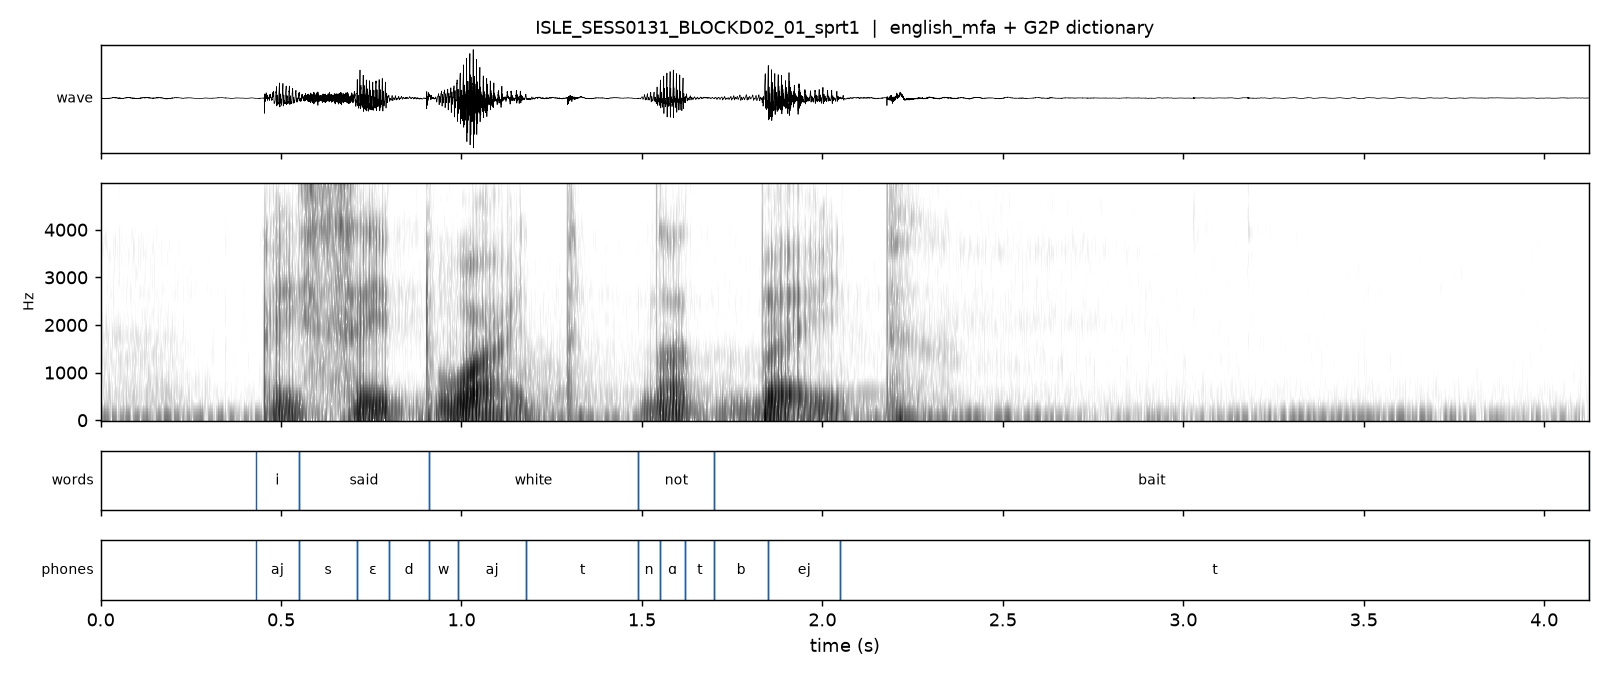 ISLE_SESS0131_BLOCKD02_01_sprt1 | english_mfa + G2P dictionary
wave
4000
3000
2000
1000
0
Hz
words i said white not bait
phones aj s ɛ d w aj t n ɑ t b ej t
0.0 0.5 1.0 1.5 2.0 2.5 3.0 3.5 4.0
time (s)